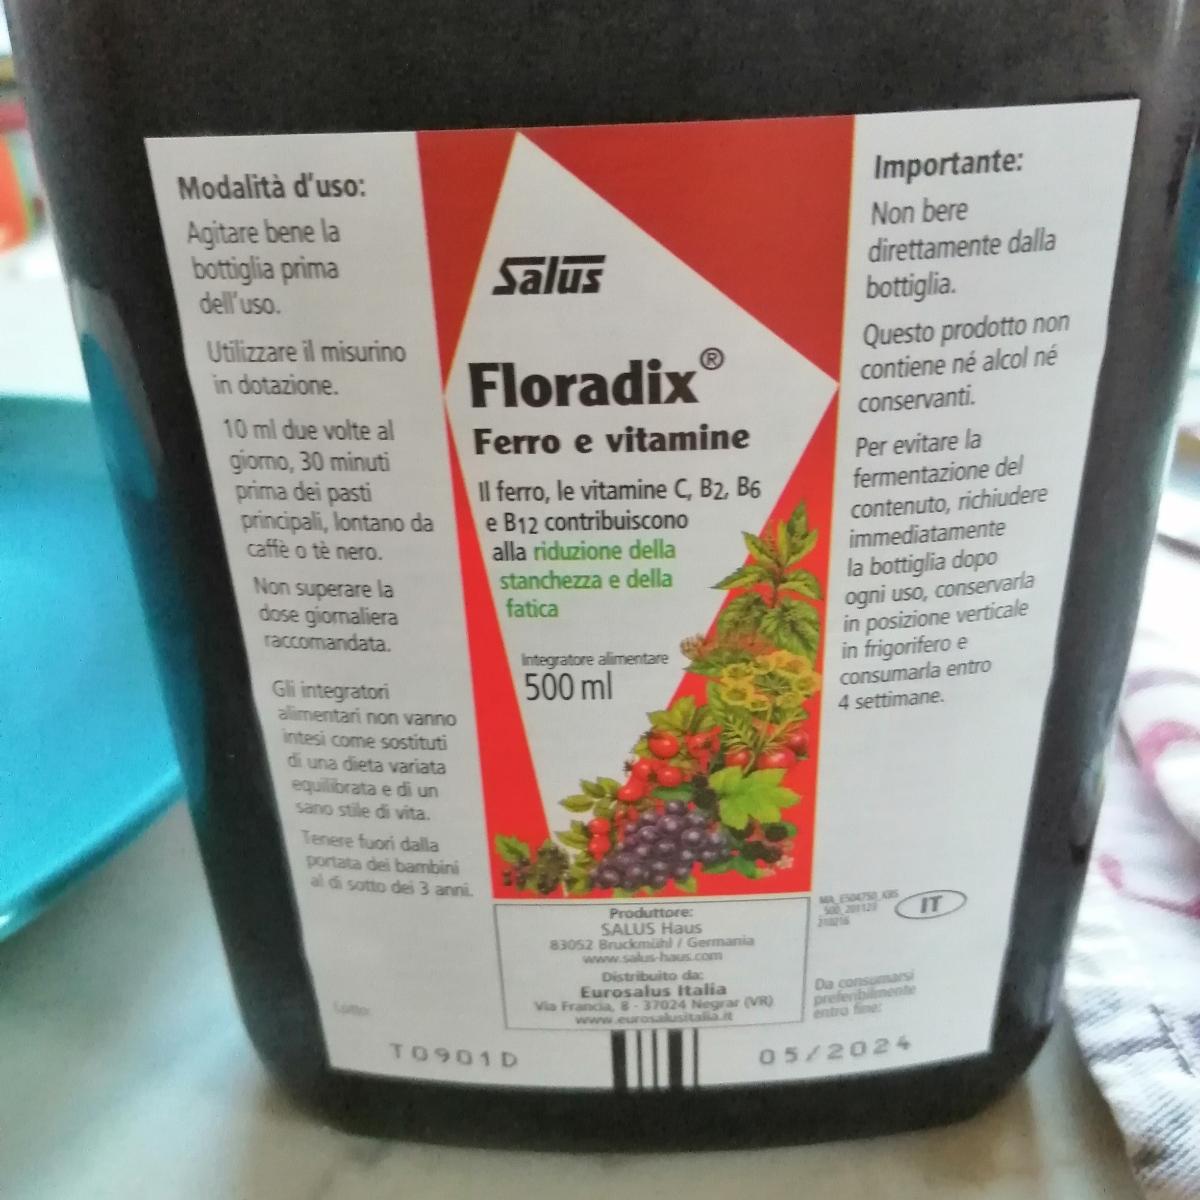 Modalità d'uso:
Agitare bene la
bottiglia prima
dell'uso.
Utilizzare il misurino
in dotazione.
10 ml due volte al
giorno, 30 minuti
prima dei pasti
principali, lontano da
caffè o tè nero.
Non superare la
dose giornaliera
raccomandata.
Gli integratori
alimentari non vanno
intesi come sostituti
di una dieta variata
equilibrata e di un
sano stile di vita.
Tenere fuori dalla
portata dei bambini
al di sotto dei 3 anni.
Lotto:
T0901D
Salus
Floradix®
Ferro e vitamine
Il ferro, le vitamine C, B2, B6
e B12 contribuiscono
alla riduzione della
stanchezza e della
fatica
Integratore alimentare
500 ml
Produttore:
SALUS Haus
83052 Bruckmühl / Germania
www.salus-haus.com
Distribuito da:
Eurosalus Italia
Via Francia, 8 - 37024 Negrar (VR)
www.eurosalusitalia.it
Importante:
Non bere
direttamente dalla
bottiglia.
Questo prodotto non
contiene né alcol né
conservanti.
Per evitare la
fermentazione del
contenuto, richiudere
immediatamente
la bottiglia dopo
ogni uso, conservarla
in posizione verticale
in frigorifero e
consumarla entro
4 settimane.
IT
Da consumarsi
preferibilmente
entro fine:
05/2024